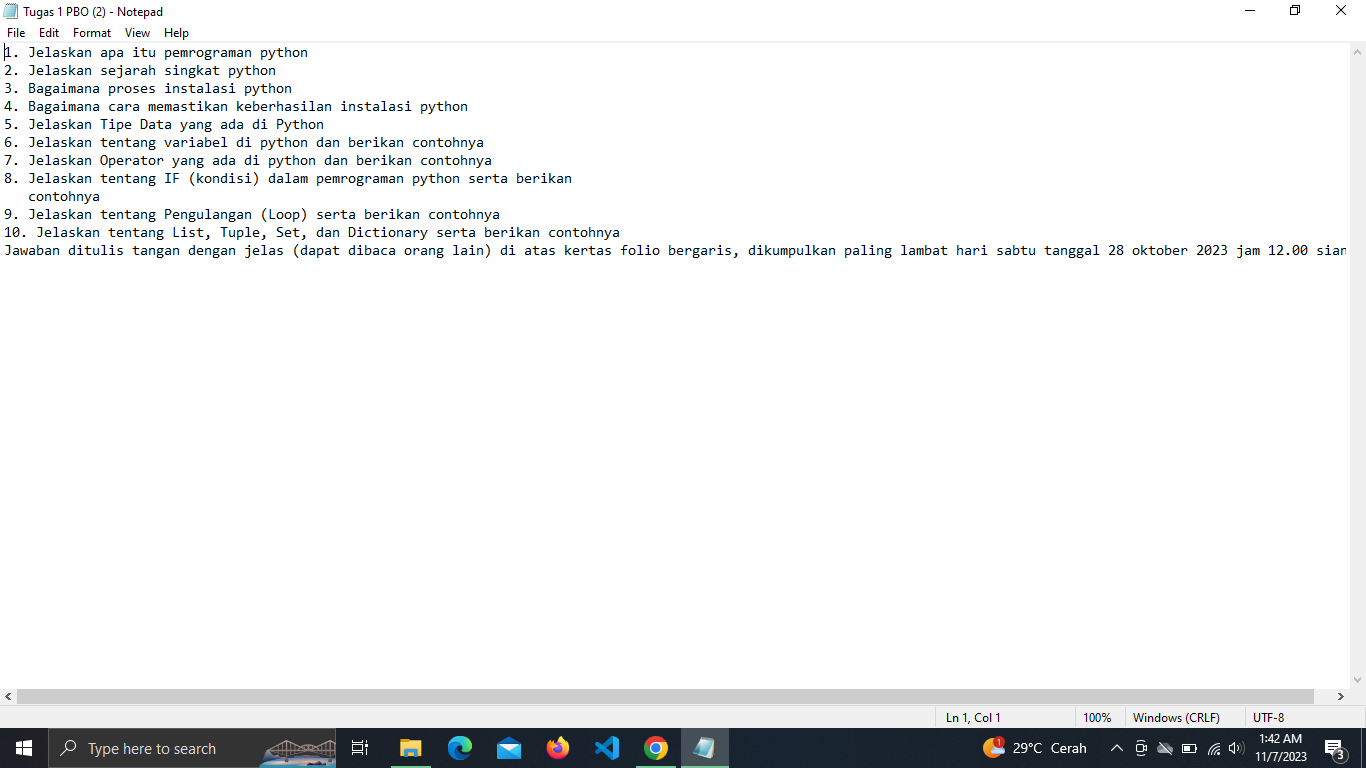 Tugas 1 PBO (2) - Notepad
File Edit Format View Help
1. Jelaskan apa itu pemrograman python
2. Jelaskan sejarah singkat python
3. Bagaimana proses instalasi python
4. Bagaimana cara memastikan keberhasilan instalasi python
5. Jelaskan Tipe Data yang ada di Python
6. Jelaskan tentang variabel di python dan berikan contohnya
7. Jelaskan Operator yang ada di python dan berikan contohnya
8. Jelaskan tentang IF (kondisi) dalam pemrograman python serta berikan
contohnya
9. Jelaskan tentang Pengulangan (Loop) serta berikan contohnya
10. Jelaskan tentang List, Tuple, Set, dan Dictionary serta berikan contohnya
Jawaban ditulis tangan dengan jelas (dapat dibaca orang lain) di atas kertas folio bergaris, dikumpulkan paling lambat hari sabtu tanggal 28 oktober 2023 jam 12.00 sian
Ln 1, Col 1 100% Windows (CRLF) UTF-8
Type here to search 1 29°C Cerah 1:42 AM 3
11/7/2023